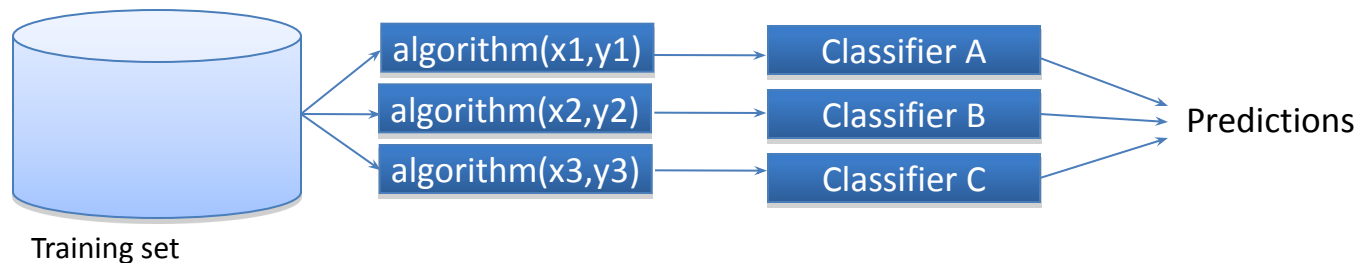 algorithm(x1,y1)
Classifier A
algorithm(x2,y2)
Classifier B
Predictions
algorithm(x3,y3)
Classifier C
Training set